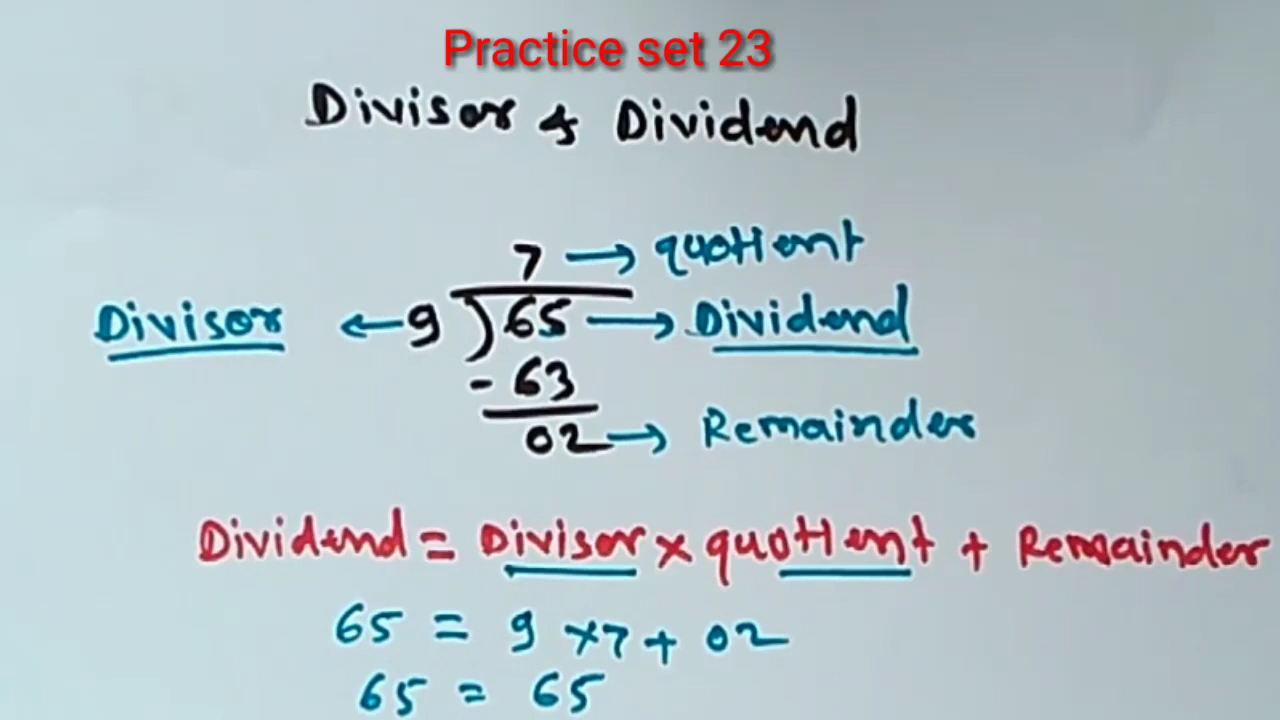 Practice set 23
Divisor & Dividend
7 → quotient
Divisor ← 9 ) 65 → Dividend
- 63
02 → Remainder
Dividend = Divisor × quotient + Remainder
65 = 9 × 7 + 02
65 = 65